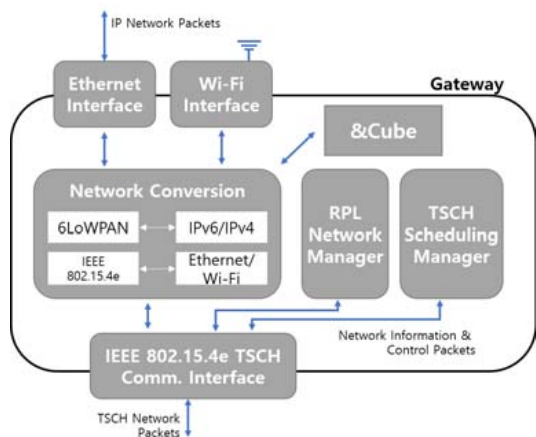 IP Network Packets
Ethernet
Interface
Wi-Fi
Interface
Gateway
&Cube
Network Conversion
6LoWPAN
IPv6/IPv4
IEEE
802.15.4e
Ethernet/
Wi-Fi
RPL
Network
Manager
TSCH
Scheduling
Manager
Network Information &
Control Packets
IEEE 802.15.4e TSCH
Comm. Interface
TSCH Network
Packets